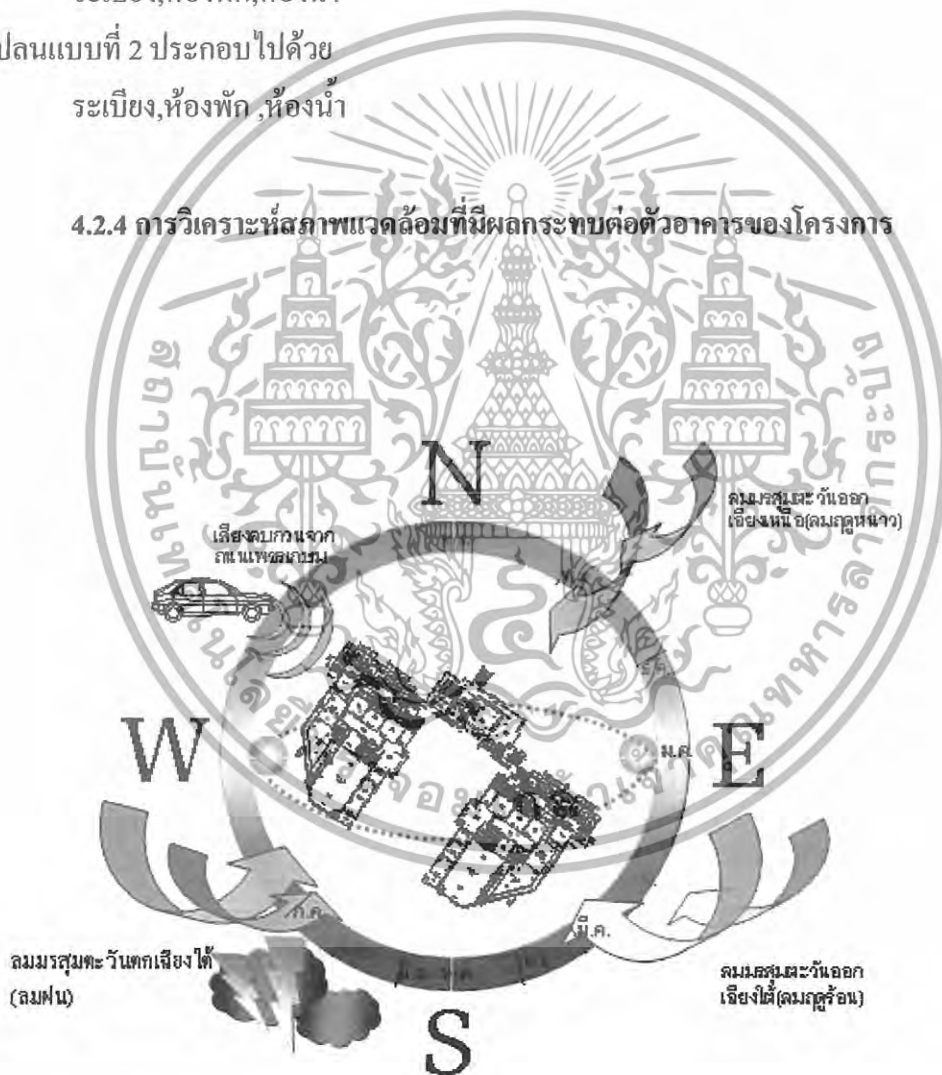 ปลนแบบที่ 2 ประกอบไปด้วย
ระเบียง,ห้องพัก ,ห้องน้ำ
4.2.4 การวิเคราะห์สภาพแวดล้อมที่มีผลกระทบต่อตัวอาคารของโครงการ
N
ลมมรสุมตะวันออก
เฉียงเหนือ(ลมฤดูหนาว)
เสียงรบกวนจาก
ถนนเพชรเกษม
W
ม.ค.
E
ก.ค.
มี.ค.
ลมมรสุมตะวันตกเฉียงใต้
(ลมฝน)
ลมมรสุมตะวันออก
เฉียงใต้(ลมฤดูร้อน)
S